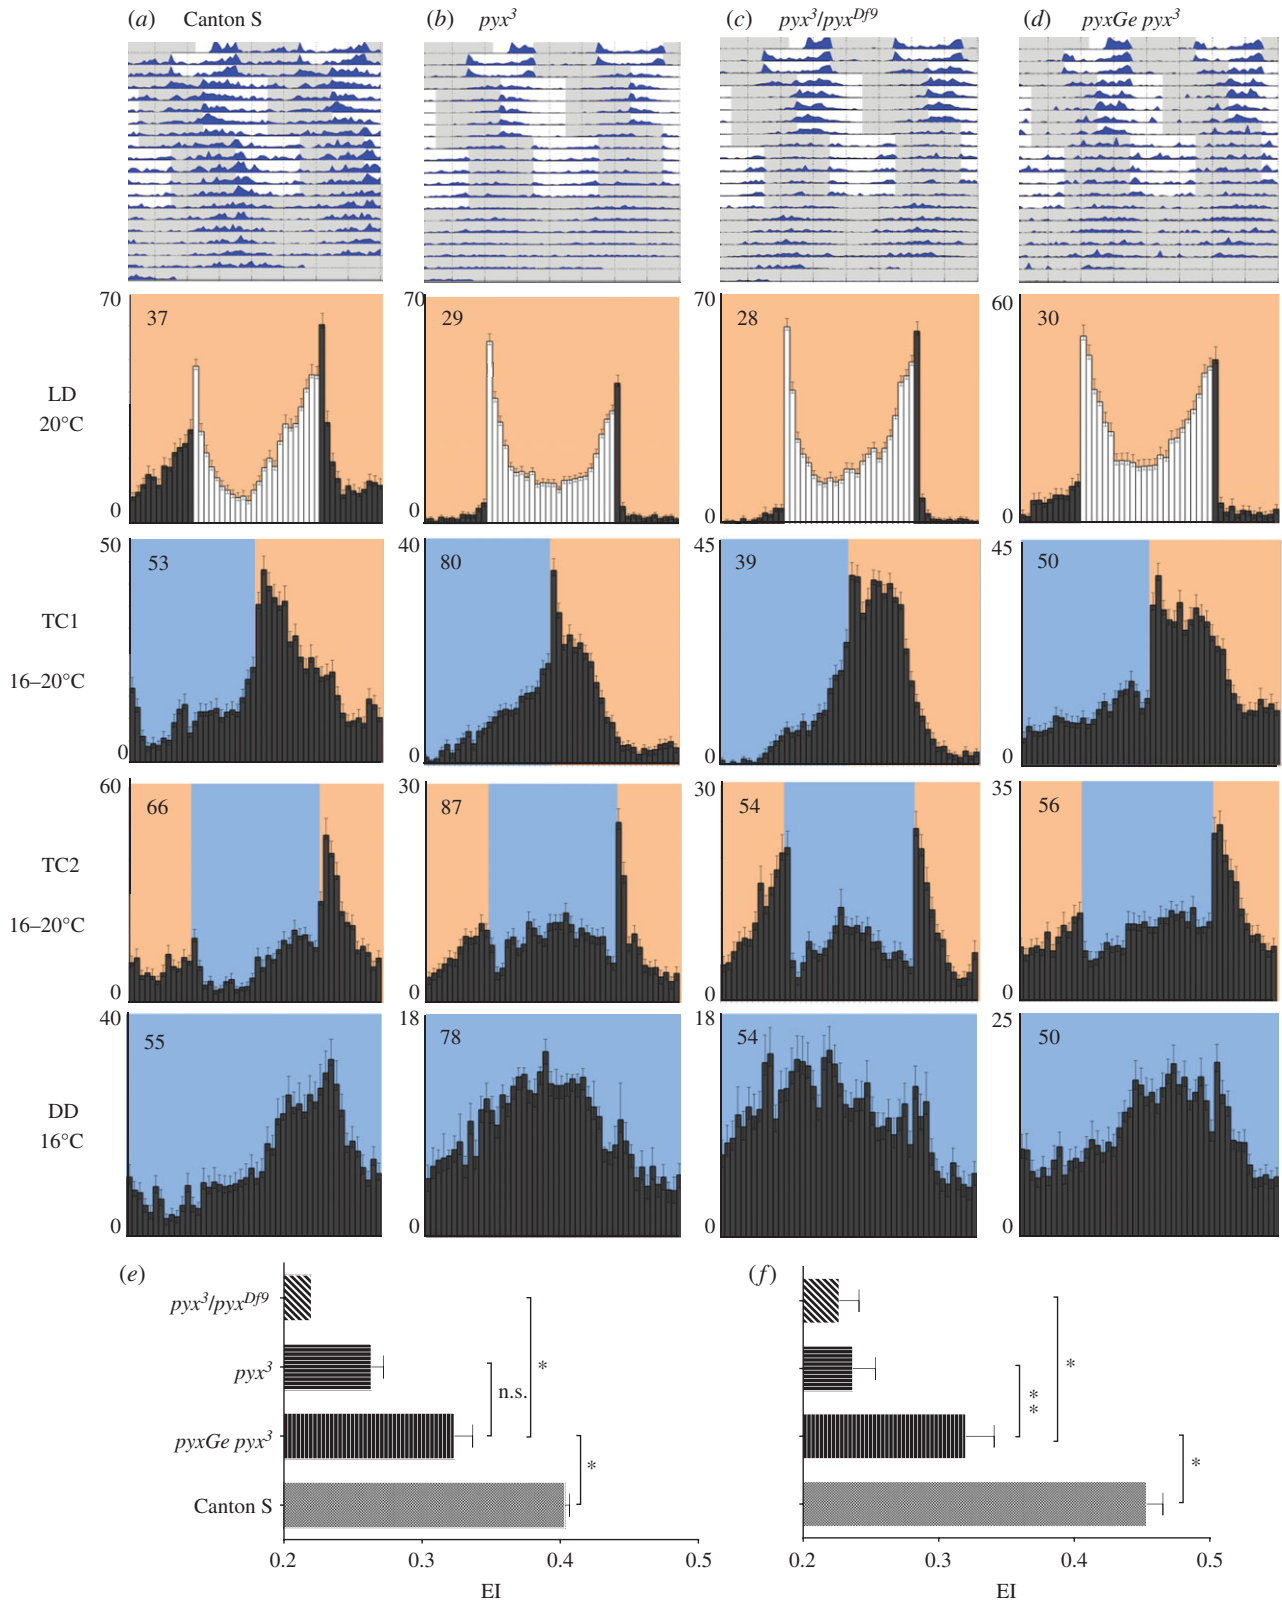 (a) Canton S
(b) pyx³
(c) pyx³/pyxᴰᶠ⁹
(d) pyxGe pyx³
LD
20°C
70
37
0
70
29
0
70
28
0
60
30
0
TC1
16–20°C
50
53
0
40
80
0
45
39
0
45
50
0
TC2
16–20°C
60
66
0
30
87
0
30
54
0
35
56
0
DD
16°C
40
55
0
18
78
0
18
54
0
25
50
0
(e)
pyx³/pyxᴰᶠ⁹
pyx³
pyxGe pyx³
Canton S
n.s.
*
*
0.2 0.3 0.4 0.5
EI
(f)
*
*
*
*
0.2 0.3 0.4 0.5
EI